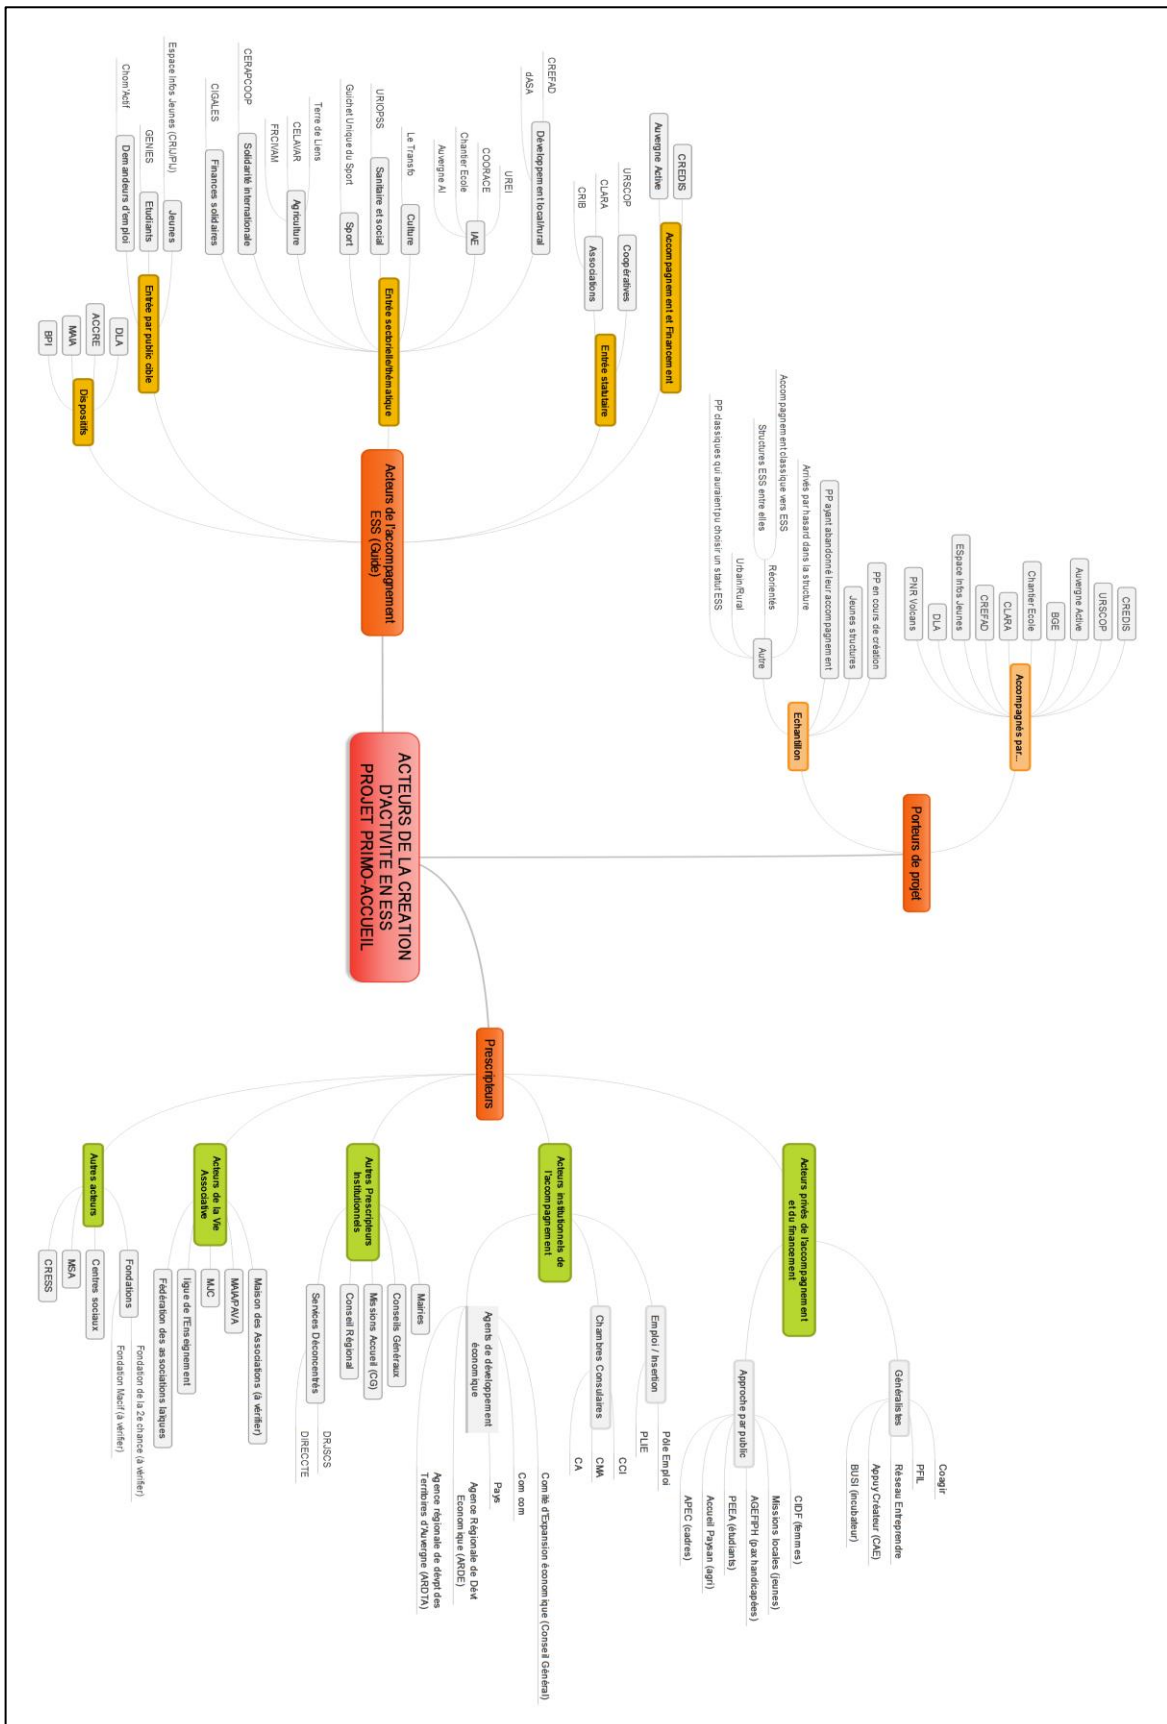 ACTEURS DE LA CREATION
D'ACTIVITE EN ESS
PROJET PRIMO-ACCUEIL
Porteurs de projet
Accompagnés par...
CREDIS
URSCOP
Auvergne Active
BGE
Chantier Ecole
CLARA
CREFAD
ESpace Infos Jeunes
DLA
PNR Volcans
Echantillon
PP en cours de création
Jeunes structures
PP ayant abandonné leur accompagnement
Autre
Arrivés par hasard dans la structure
Réorientés
Accompagnement classique vers ESS
Structures ESS entre elles
Urbain/Rural
PP classiques qui auraient pu choisir un statut ESS
Acteurs de l'accompagnement
ESS (Guide)
Accompagnement et Financement
CREDIS
Auvergne Active
Entrée statutaire
Coopératives
URSCOP
Associations
CLARA
CRIB
Entrée sectorielle/thématique
Développement local/rural
CREFAD
dASA
IAE
UREI
COORACE
Chantier Ecole
Auvergne AI
Culture
Le Transfo
Sanitaire et social
URIOPSS
Sport
Guichet Unique du Sport
Agriculture
Terre de Liens
CELAVAR
FRCIVAM
Solidarité internationale
CERAPCOOP
Finances solidaires
CIGALES
Entrée par public cible
Jeunes
Espace Infos Jeunes (CRIJ/PIJ)
Etudiants
GENIES
Demandeurs d'emploi
Chom'Actif
Dispositifs
DLA
ACCRE
MAIA
BPI
Prescripteurs
Acteurs privés de l'accompagnement
et du financement
Généralistes
Coagir
PFIL
Réseau Entreprendre
Appuy Créateur (CAE)
BUSI (incubateur)
Approche par public
CIDF (femmes)
Missions locales (jeunes)
AGEFIPH (pax handicapées)
PEEA (étudiants)
Accueil Paysan (agri)
APEC (cadres)
Acteurs institutionnels de
l'accompagnement
Emploi / Insertion
Pôle Emploi
PLIE
Chambres Consulaires
CCI
CMA
CA
Agents de développement
économique
Comité d'Expansion économique (Conseil Général)
Com com
Pays
Agence Régionale de Dévt
Economique (ARDE)
Agence régionale de dévpt des
Territoires d'Auvergne (ARDTA)
Autres Prescripteurs
Institutionnels
Mairies
Conseils Généraux
Missions Accueil (CG)
Conseil Régional
Services Déconcentrés
DRJSCS
DIRECCTE
Acteurs de la Vie
Associative
Maison des Associations (à vérifier)
MAIA/PAVA
MJC
ligue de l'Enseignement
Fédération des associations laïques
Autres acteurs
Fondations
Fondation de la 2e chance (à vérifier)
Fondation Macif (à vérifier)
Centres sociaux
MSA
CRESS